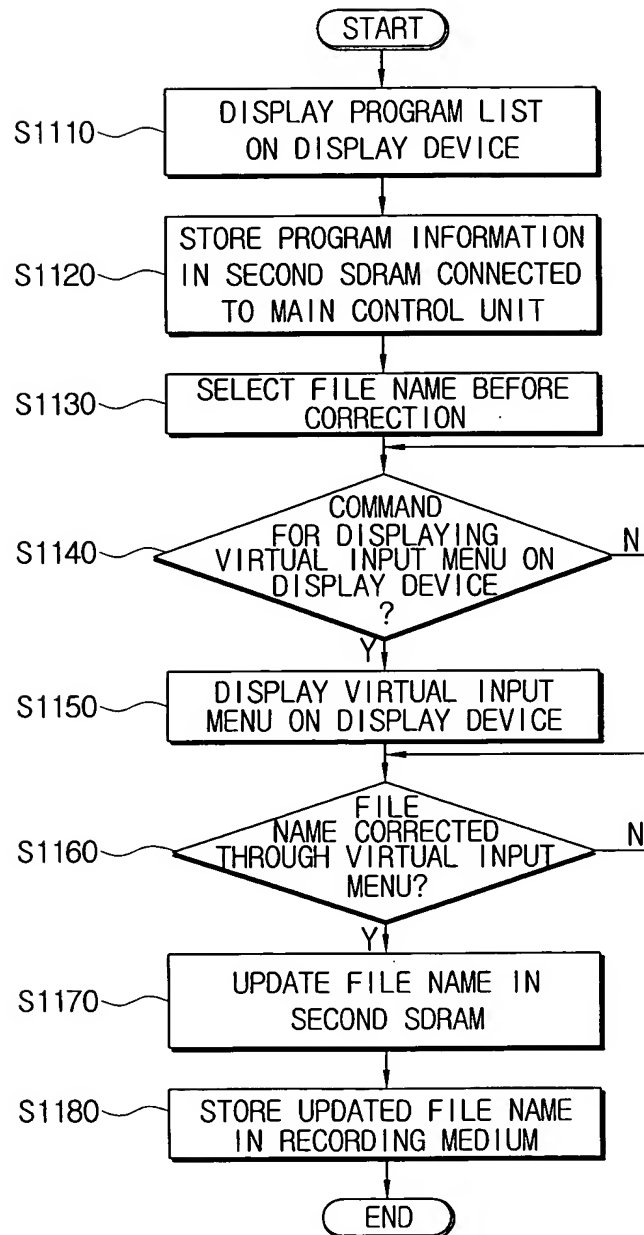 START
S1110
DISPLAY PROGRAM LIST
ON DISPLAY DEVICE
S1120
STORE PROGRAM INFORMATION
IN SECOND SDRAM CONNECTED
TO MAIN CONTROL UNIT
S1130
SELECT FILE NAME BEFORE
CORRECTION
S1140
COMMAND
FOR DISPLAYING
VIRTUAL INPUT MENU ON
DISPLAY DEVICE
?
N
Y
S1150
DISPLAY VIRTUAL INPUT
MENU ON DISPLAY DEVICE
S1160
FILE
NAME CORRECTED
THROUGH VIRTUAL INPUT
MENU?
N
Y
S1170
UPDATE FILE NAME IN
SECOND SDRAM
S1180
STORE UPDATED FILE NAME
IN RECORDING MEDIUM
END